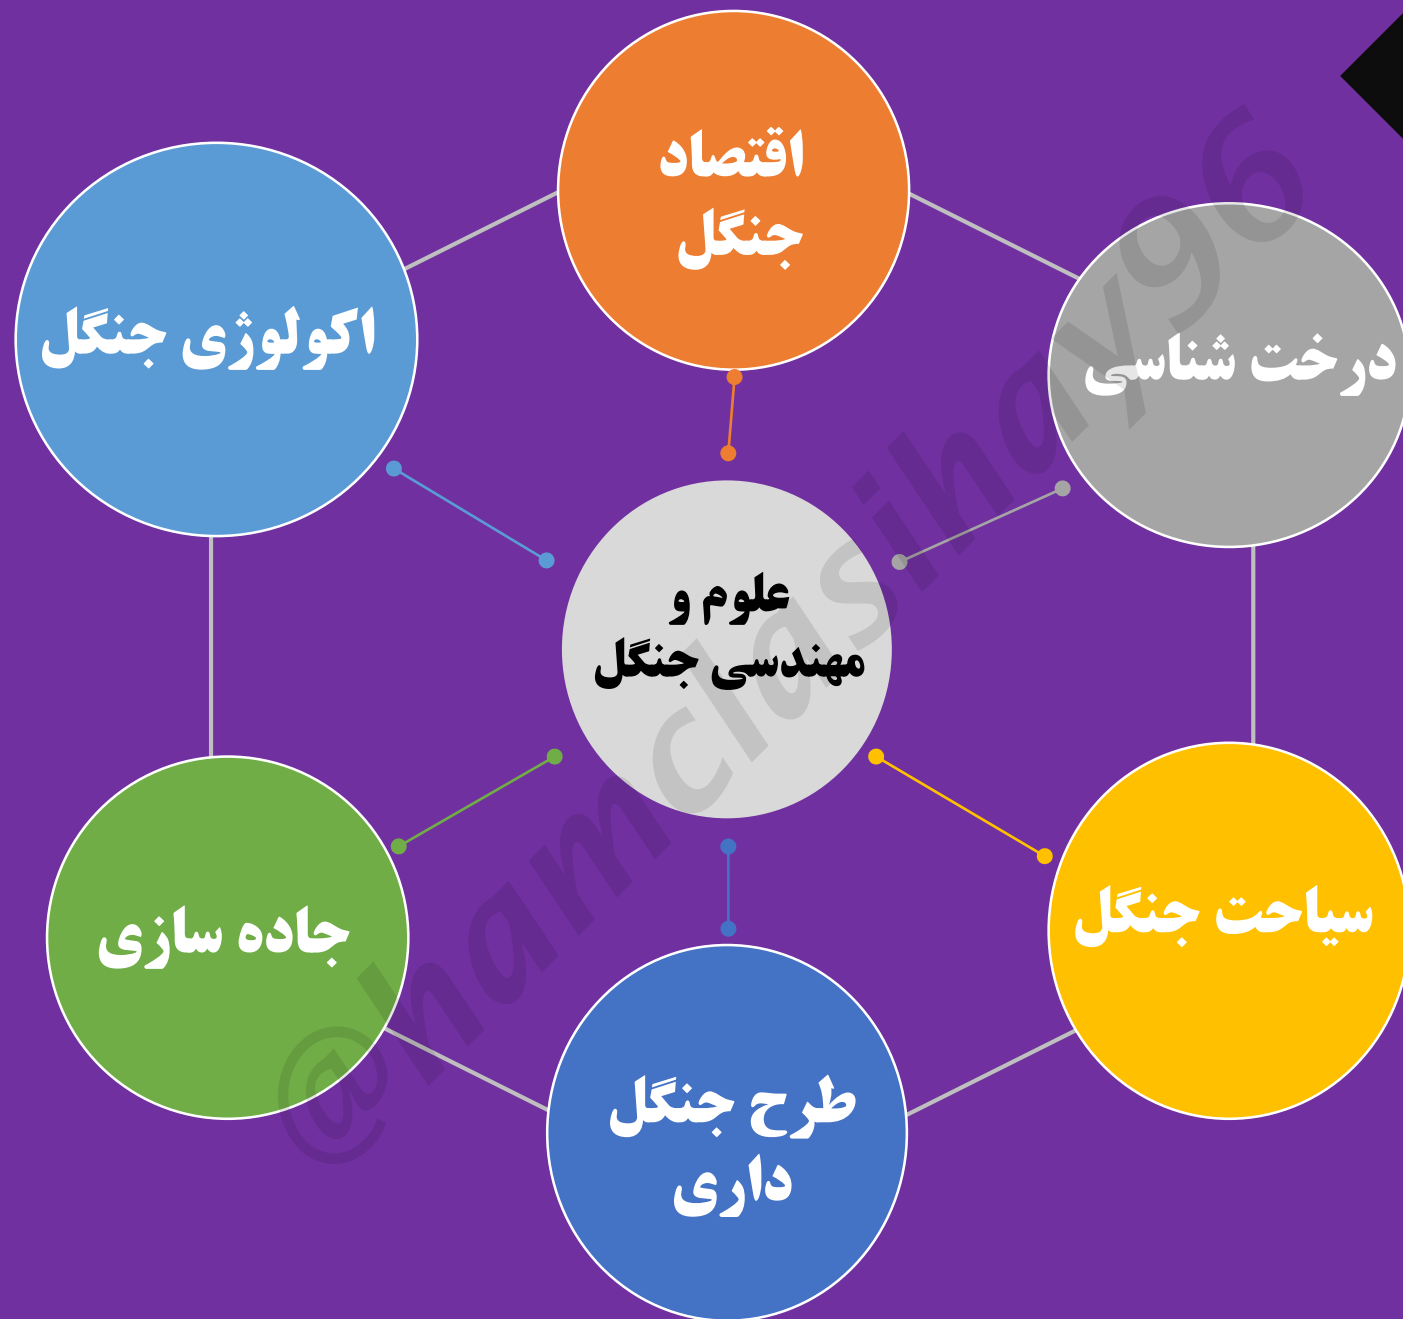 اقتصاد
جنگل
درخت شناسی
اکولوژی جنگل
علوم و
مهندسی جنگل
سیاحت جنگل
جاده سازی
طرح جنگل
داری
@hamclasihay96